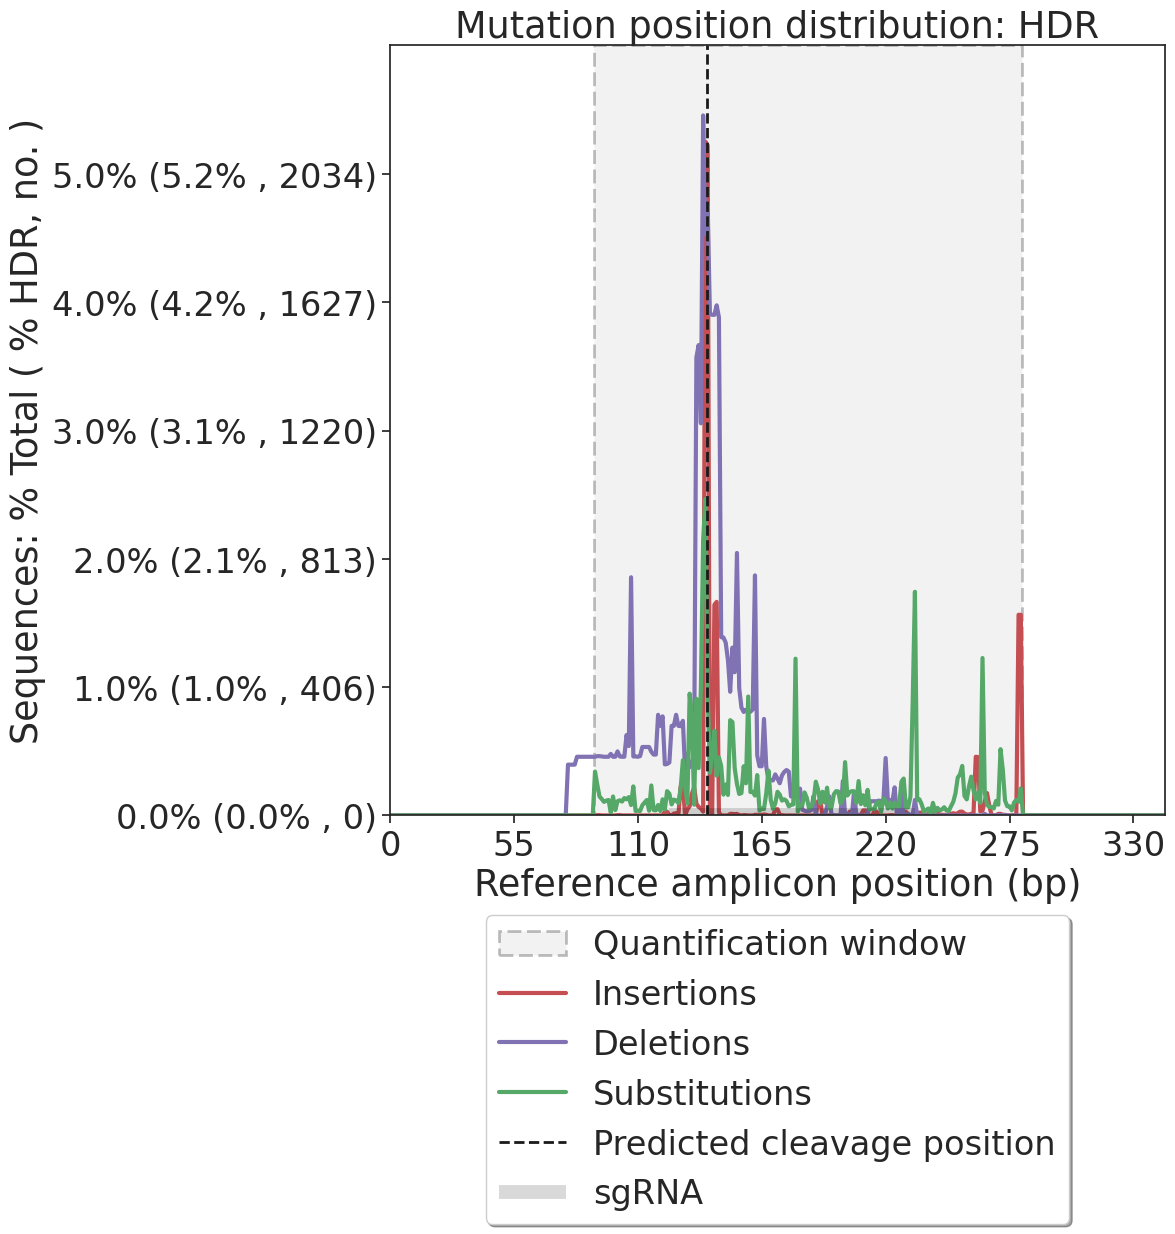 Mutation position distribution: HDR
Sequences: % Total ( % HDR, no. )
5.0% (5.2% , 2034)
4.0% (4.2% , 1627)
3.0% (3.1% , 1220)
2.0% (2.1% , 813)
1.0% (1.0% , 406)
0.0% (0.0% , 0)
0 55 110 165 220 275 330
Reference amplicon position (bp)
Quantification window
Insertions
Deletions
Substitutions
Predicted cleavage position
sgRNA